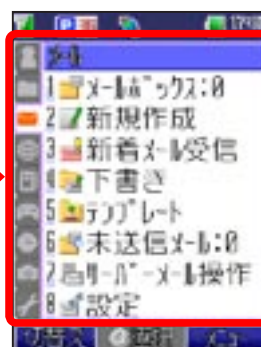 メール
1 メールボックス:0
2 新規作成
3 新着メール受信
4 下書き
5 テンプレート
6 未送信メール:0
7 サーバーメール操作
8 設定
切替え 選択